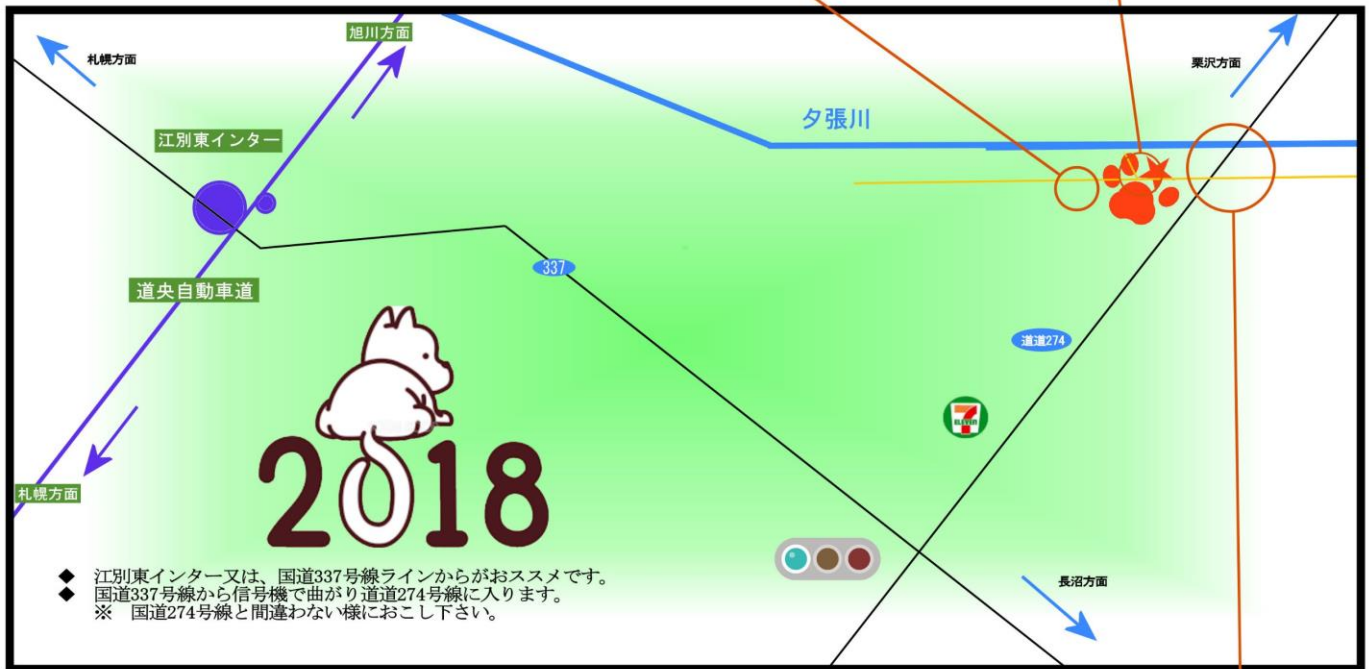 旭川方面
札幌方面
栗沢方面
夕張川
江別東インター
337
道央自動車道
道道274
7
ELEVEN
札幌方面
2018
◆ 江別東インター又は、国道337号線ラインからがおススメです。
◆ 国道337号線から信号機で曲がり道道274号線に入ります。
※ 国道274号線と間違わない様におこし下さい。
長沼方面